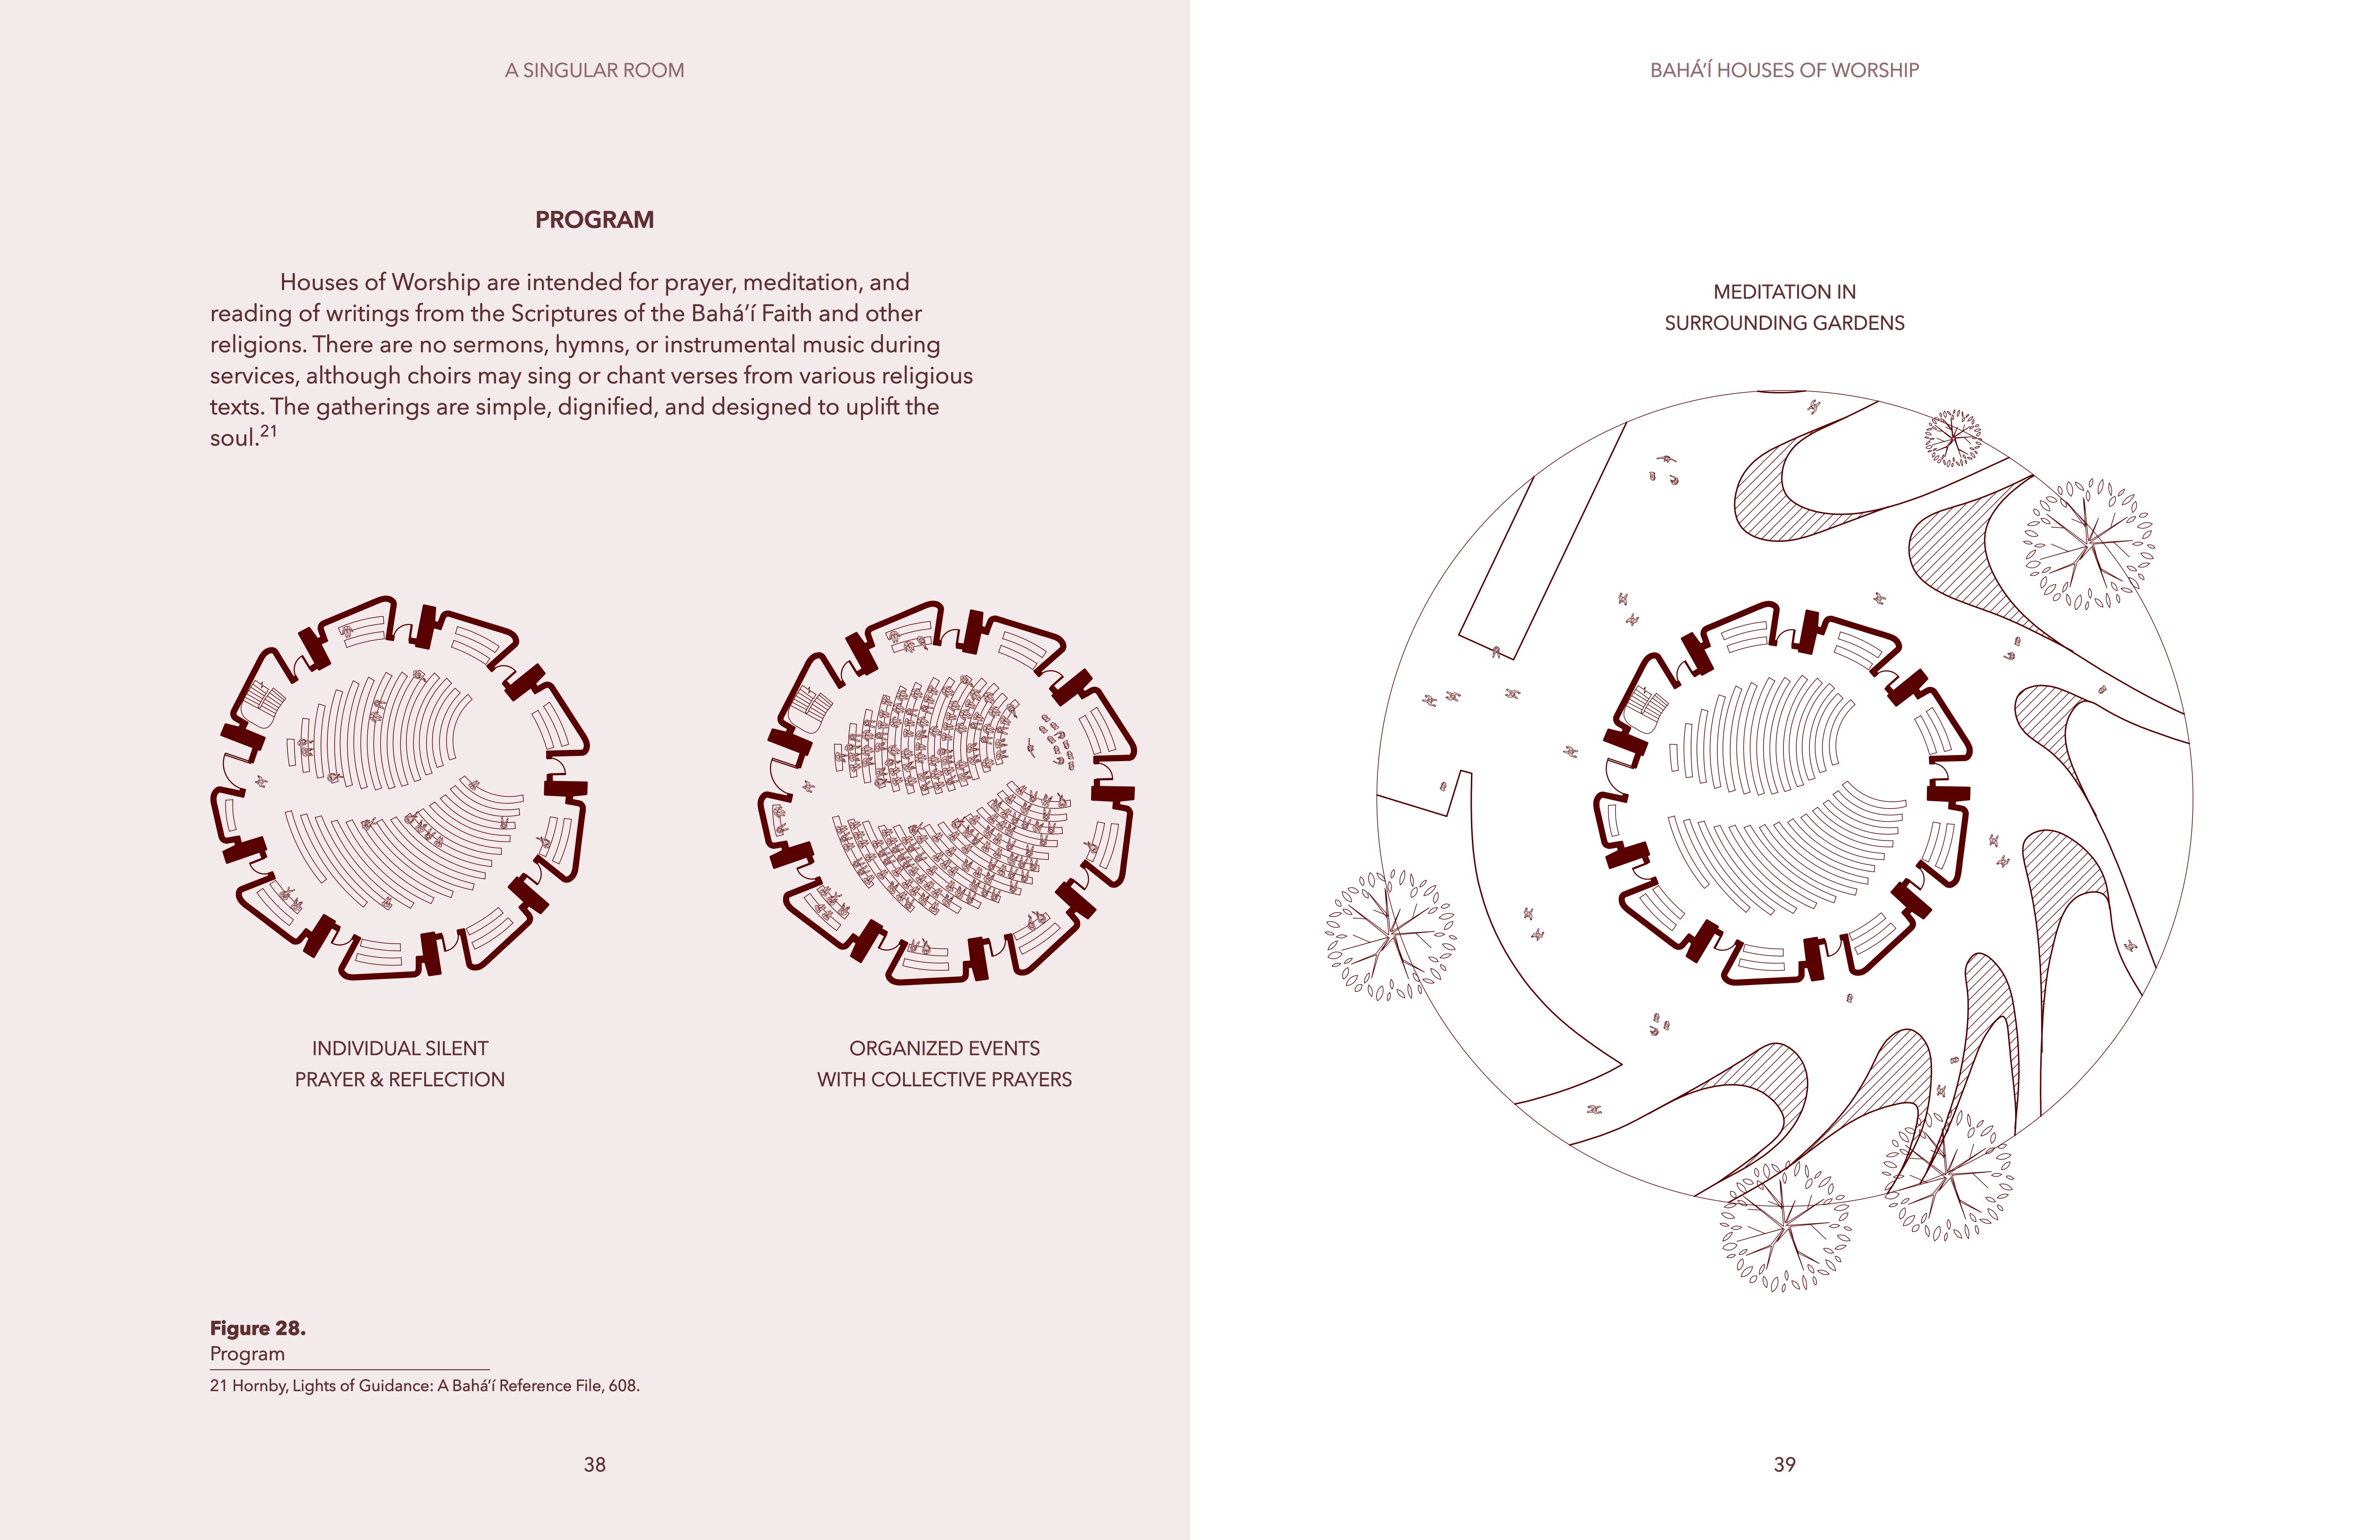 A SINGULAR ROOM
PROGRAM
Houses of Worship are intended for prayer, meditation, and
reading of writings from the Scriptures of the Bahá’í Faith and other
religions. There are no sermons, hymns, or instrumental music during
services, although choirs may sing or chant verses from various religious
texts. The gatherings are simple, dignified, and designed to uplift the
soul.21
INDIVIDUAL SILENT
PRAYER & REFLECTION
ORGANIZED EVENTS
WITH COLLECTIVE PRAYERS
Figure 28.
Program
21 Hornby, Lights of Guidance: A Bahá’í Reference File, 608.
38
BAHÁ’Í HOUSES OF WORSHIP
MEDITATION IN
SURROUNDING GARDENS
39